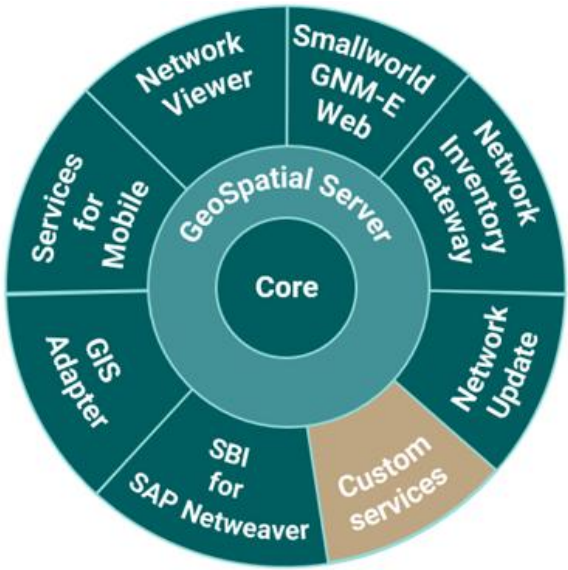 Network
Viewer
Smallworld
GNM-E
Web
Network
Inventory
Gateway
Network
Update
Custom
services
SBI
for
SAP Netweaver
GIS
Adapter
Services
for
Mobile
GeoSpatial Server
Core